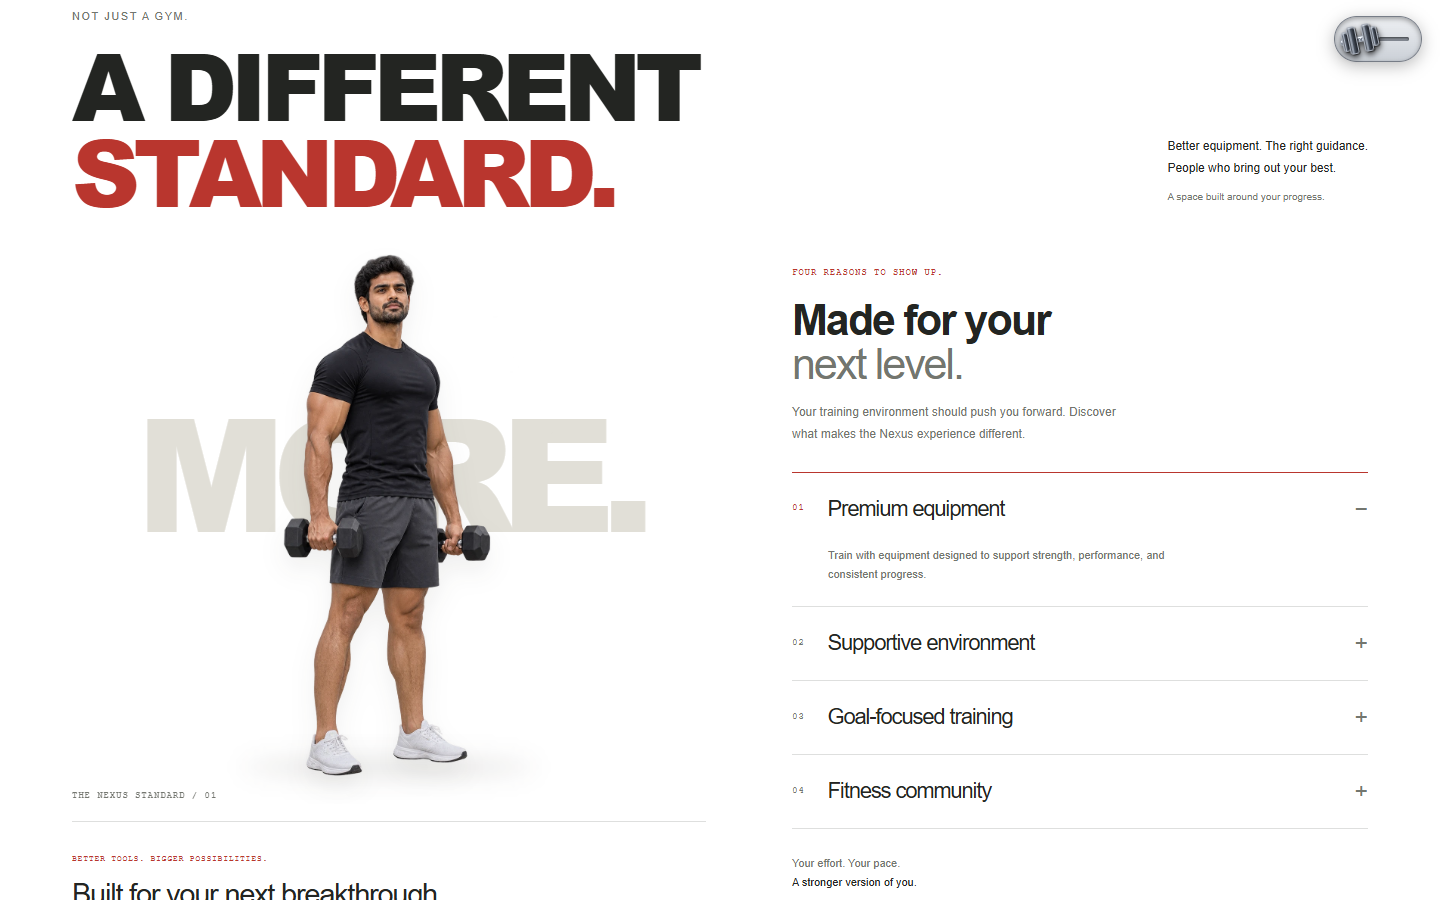 NOT JUST A GYM.
A DIFFERENT
STANDARD.
Better equipment. The right guidance.
People who bring out your best.
A space built around your progress.
MORE.
THE NEXUS STANDARD / 01
BETTER TOOLS. BIGGER POSSIBILITIES.
Built for your next breakthrough
FOUR REASONS TO SHOW UP.
Made for your
next level.
Your training environment should push you forward. Discover
what makes the Nexus experience different.
01 Premium equipment −
Train with equipment designed to support strength, performance, and
consistent progress.
02 Supportive environment +
03 Goal-focused training +
04 Fitness community +
Your effort. Your pace.
A stronger version of you.